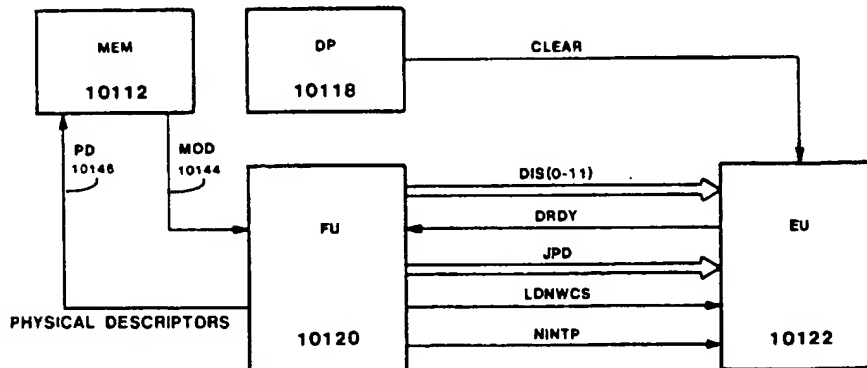 MEM
10112
DP
10118
CLEAR
PD
10146
MOD
10144
DIS(0-11)
DRDY
FU
EU
JPD
LDNWCS
PHYSICAL DESCRIPTORS
NINTP
10120
10122